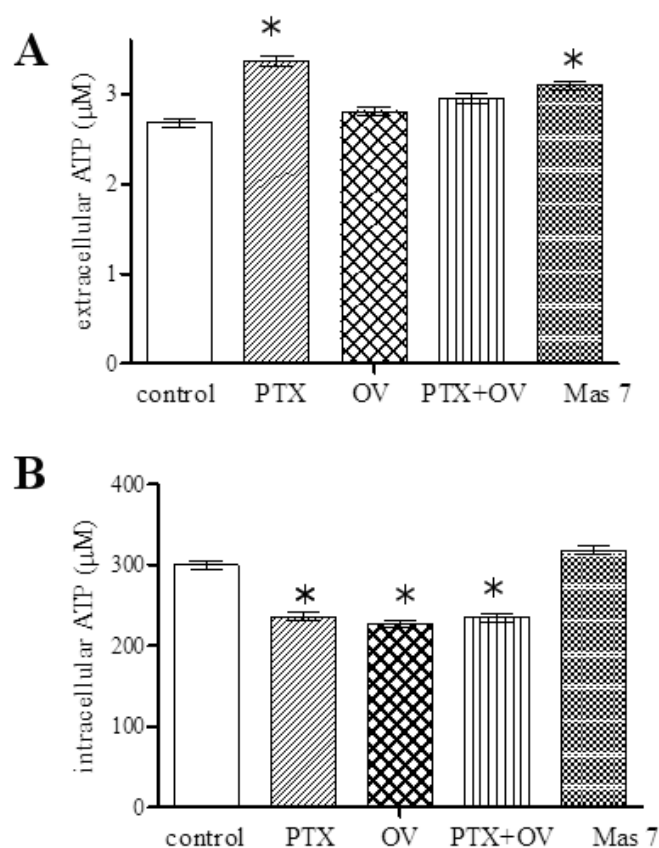 A
*
*
extracellular ATP (µM)
3
2
1
0
control PTX OV PTX+OV Mas 7
B
intracellular ATP (µM)
400
300
200
100
0
* * *
control PTX OV PTX+OV Mas 7